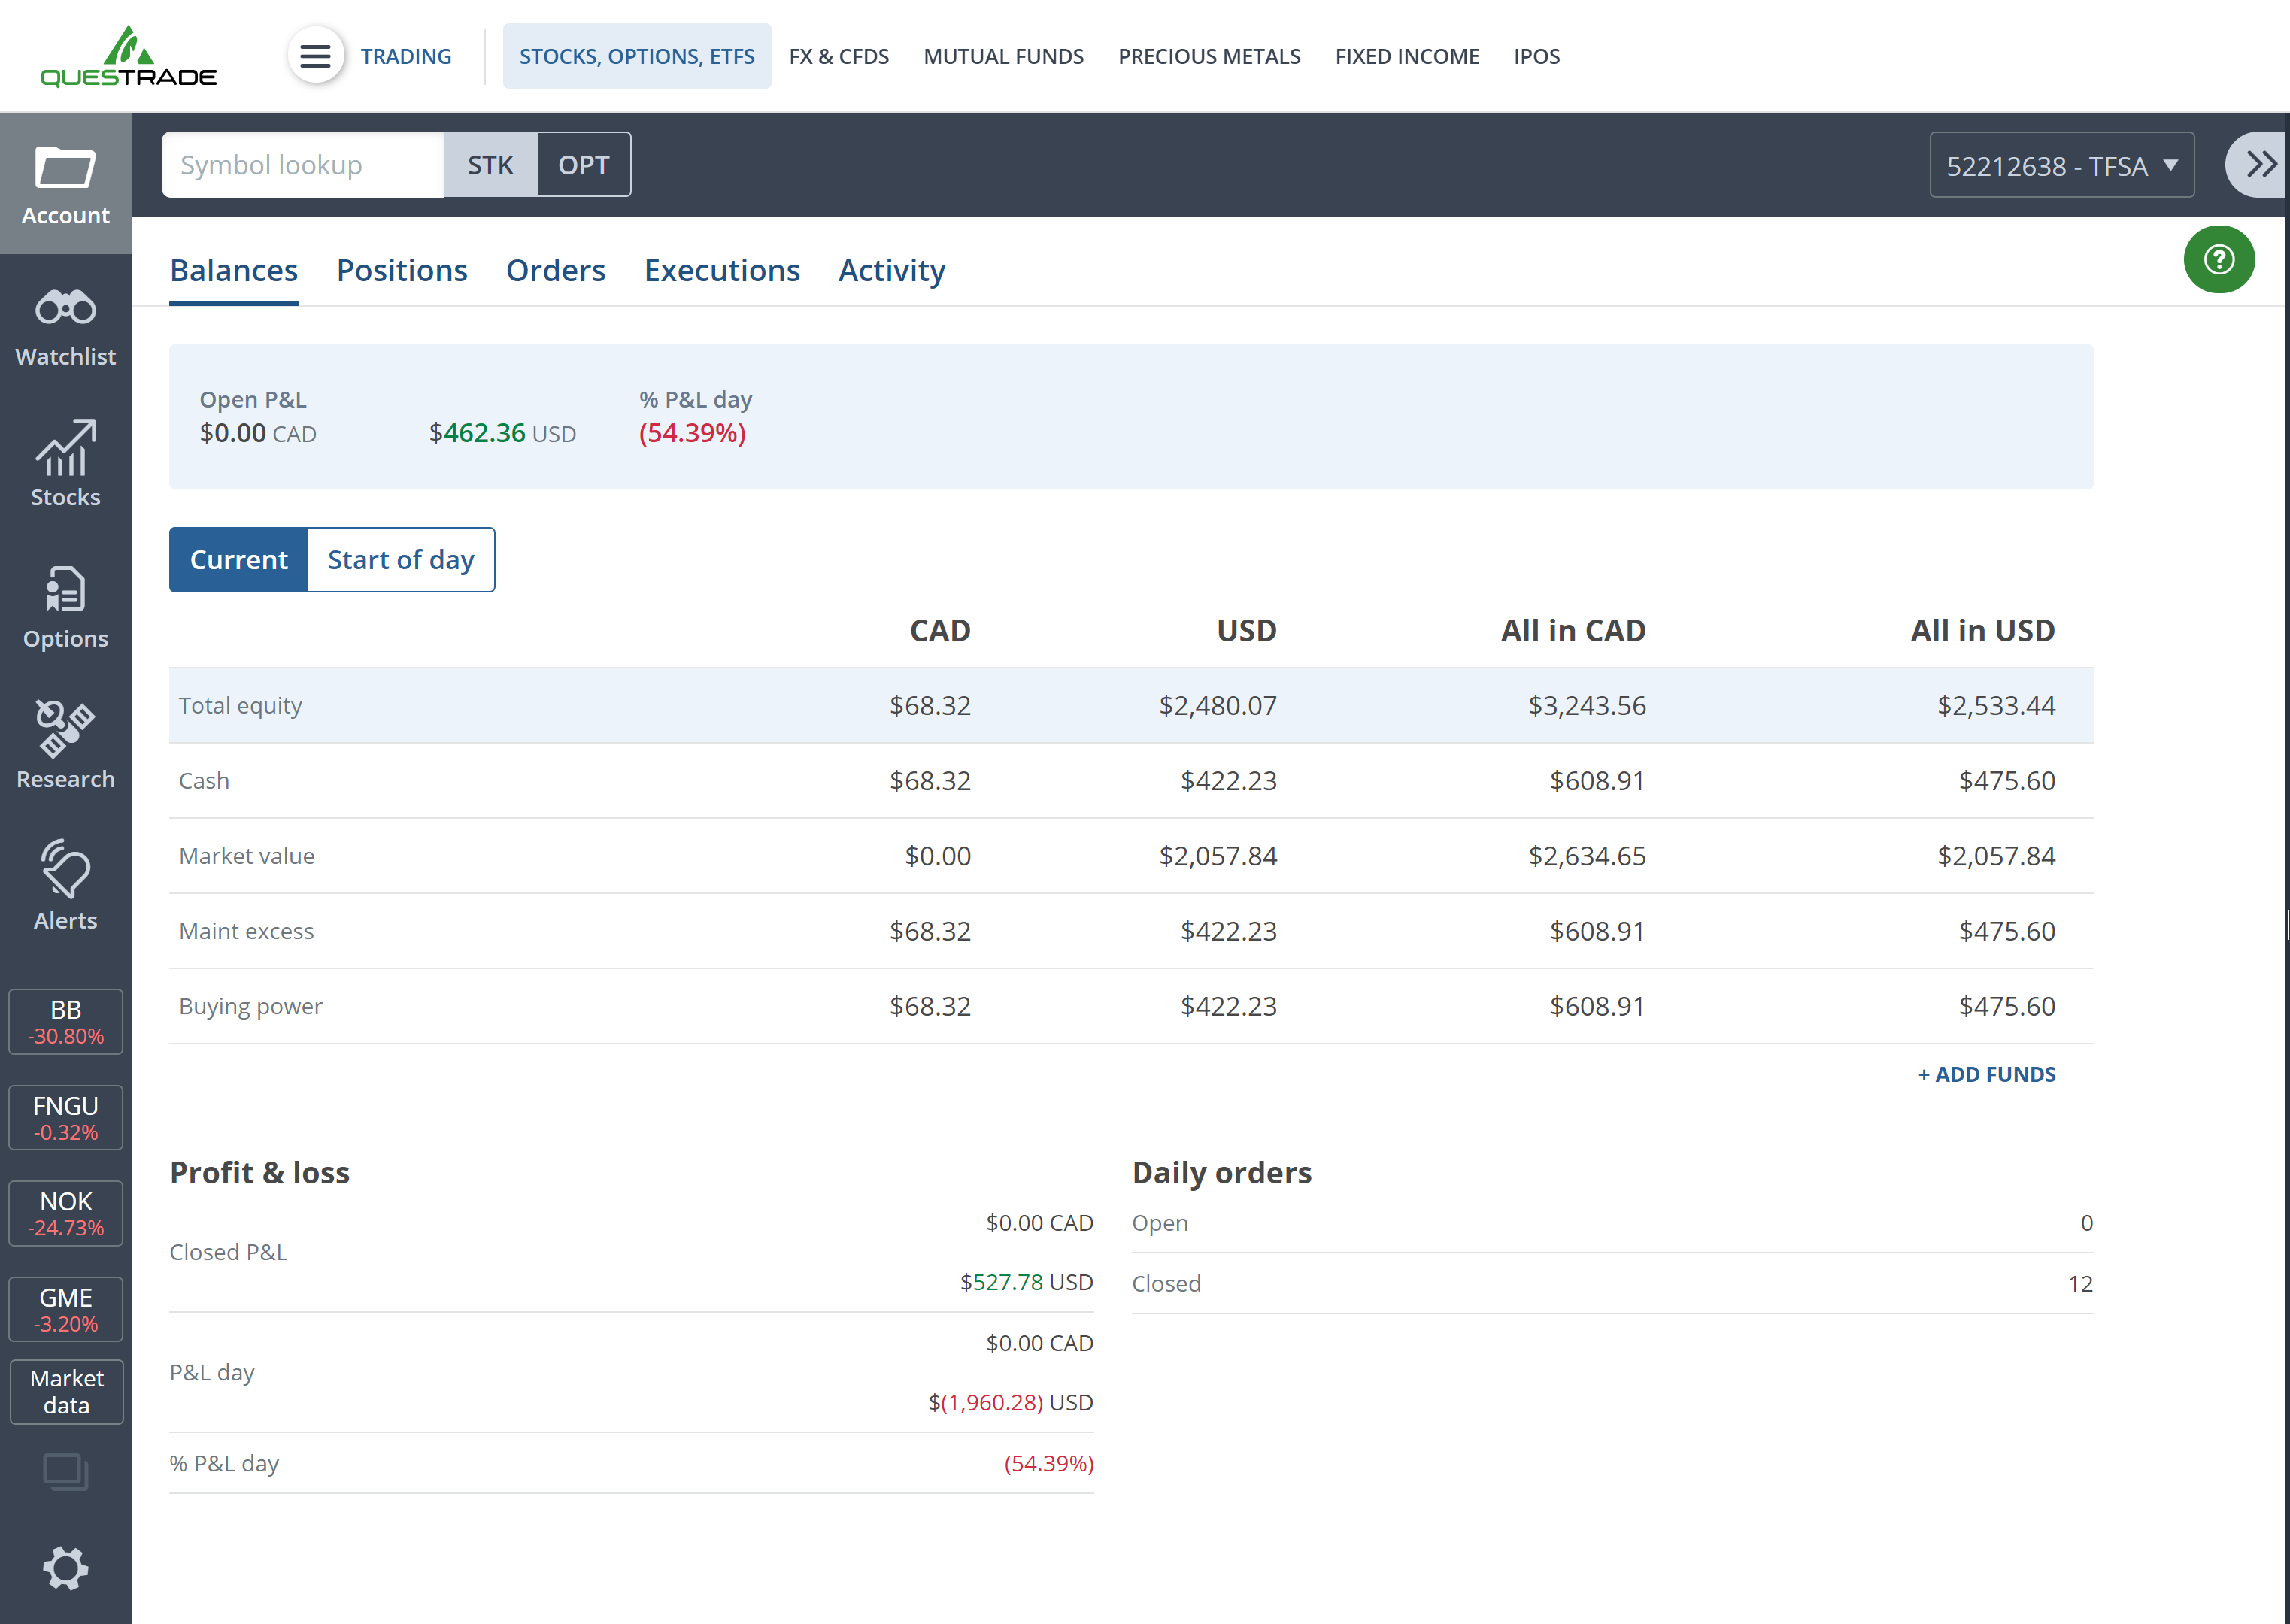 QUESTRADE
TRADING
STOCKS, OPTIONS, ETFS
FX & CFDS
MUTUAL FUNDS
PRECIOUS METALS
FIXED INCOME
IPOS
Account
Symbol lookup
STK
OPT
52212638 - TFSA
Balances
Positions
Orders
Executions
Activity
?
Watchlist
Stocks
Options
Research
Alerts
BB
-30.80%
FNGU
-0.32%
NOK
-24.73%
GME
-3.20%
Market
data
Open P&L
$0.00 CAD
$462.36 USD
% P&L day
(54.39%)
Current
Start of day
CAD USD All in CAD All in USD
Total equity $68.32 $2,480.07 $3,243.56 $2,533.44
Cash $68.32 $422.23 $608.91 $475.60
Market value $0.00 $2,057.84 $2,634.65 $2,057.84
Maint excess $68.32 $422.23 $608.91 $475.60
Buying power $68.32 $422.23 $608.91 $475.60
+ ADD FUNDS
Profit & loss
Closed P&L
$0.00 CAD
$527.78 USD
P&L day
$0.00 CAD
$(1,960.28) USD
% P&L day (54.39%)
Daily orders
Open 0
Closed 12